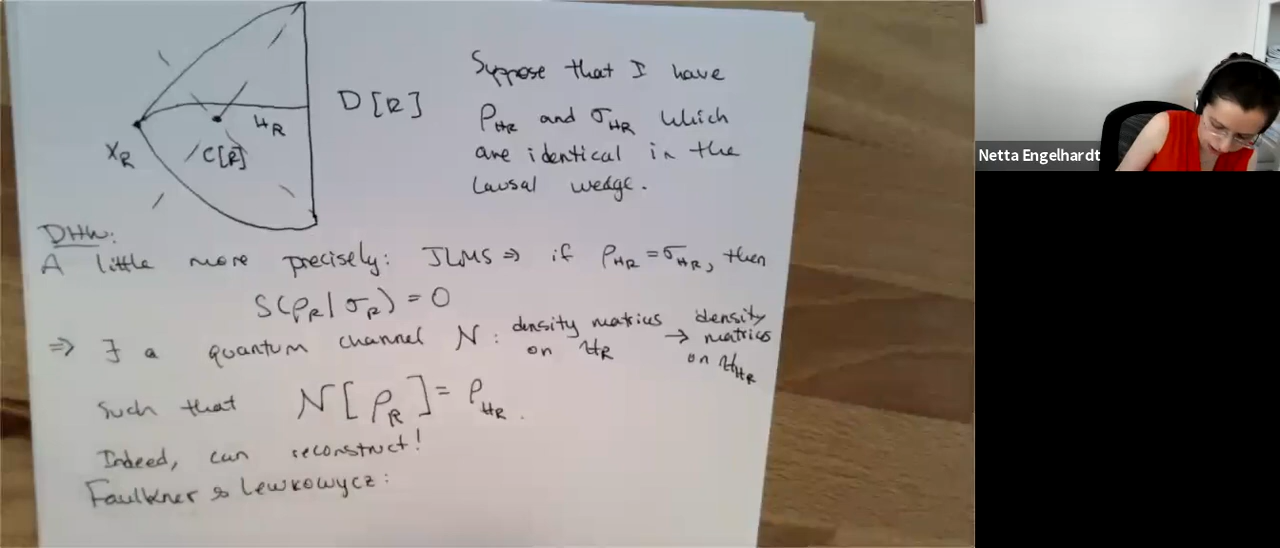 Suppose that I have
D[R]
ρ_HR and σ_HR which
are identical in the
causal wedge.
H_R
X_R
C[R]
DHW:
A little more precisely: JLMS ⇒ if ρ_HR = σ_HR, then
S(ρ_R | σ_R) = 0
⇒ ∃ a quantum channel N : density matrices on H_R → density matrices on H_HR
such that N[ρ_R] = ρ_HR.
Indeed, can reconstruct!
Faulkner & Lewkowycz:
Netta Engelhardt